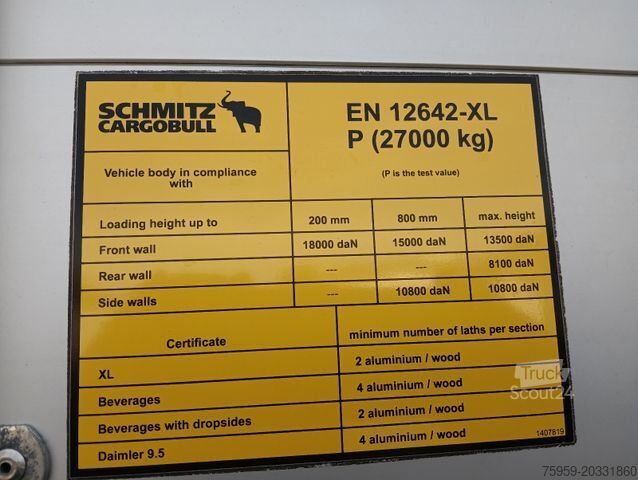 SCHMITZ
CARGOBULL
EN 12642-XL
P (27000 kg)
Vehicle body in compliance
with
(P is the test value)
Loading height up to 200 mm 800 mm max. height
Front wall 18000 daN 15000 daN 13500 daN
Rear wall --- --- 8100 daN
Side walls --- 10800 daN 10800 daN
Certificate minimum number of laths per section
XL 2 aluminium / wood
Beverages 4 aluminium / wood
Beverages with dropsides 2 aluminium / wood
Daimler 9.5 4 aluminium / wood
1407819
Truck
Scout24
75959-20331860